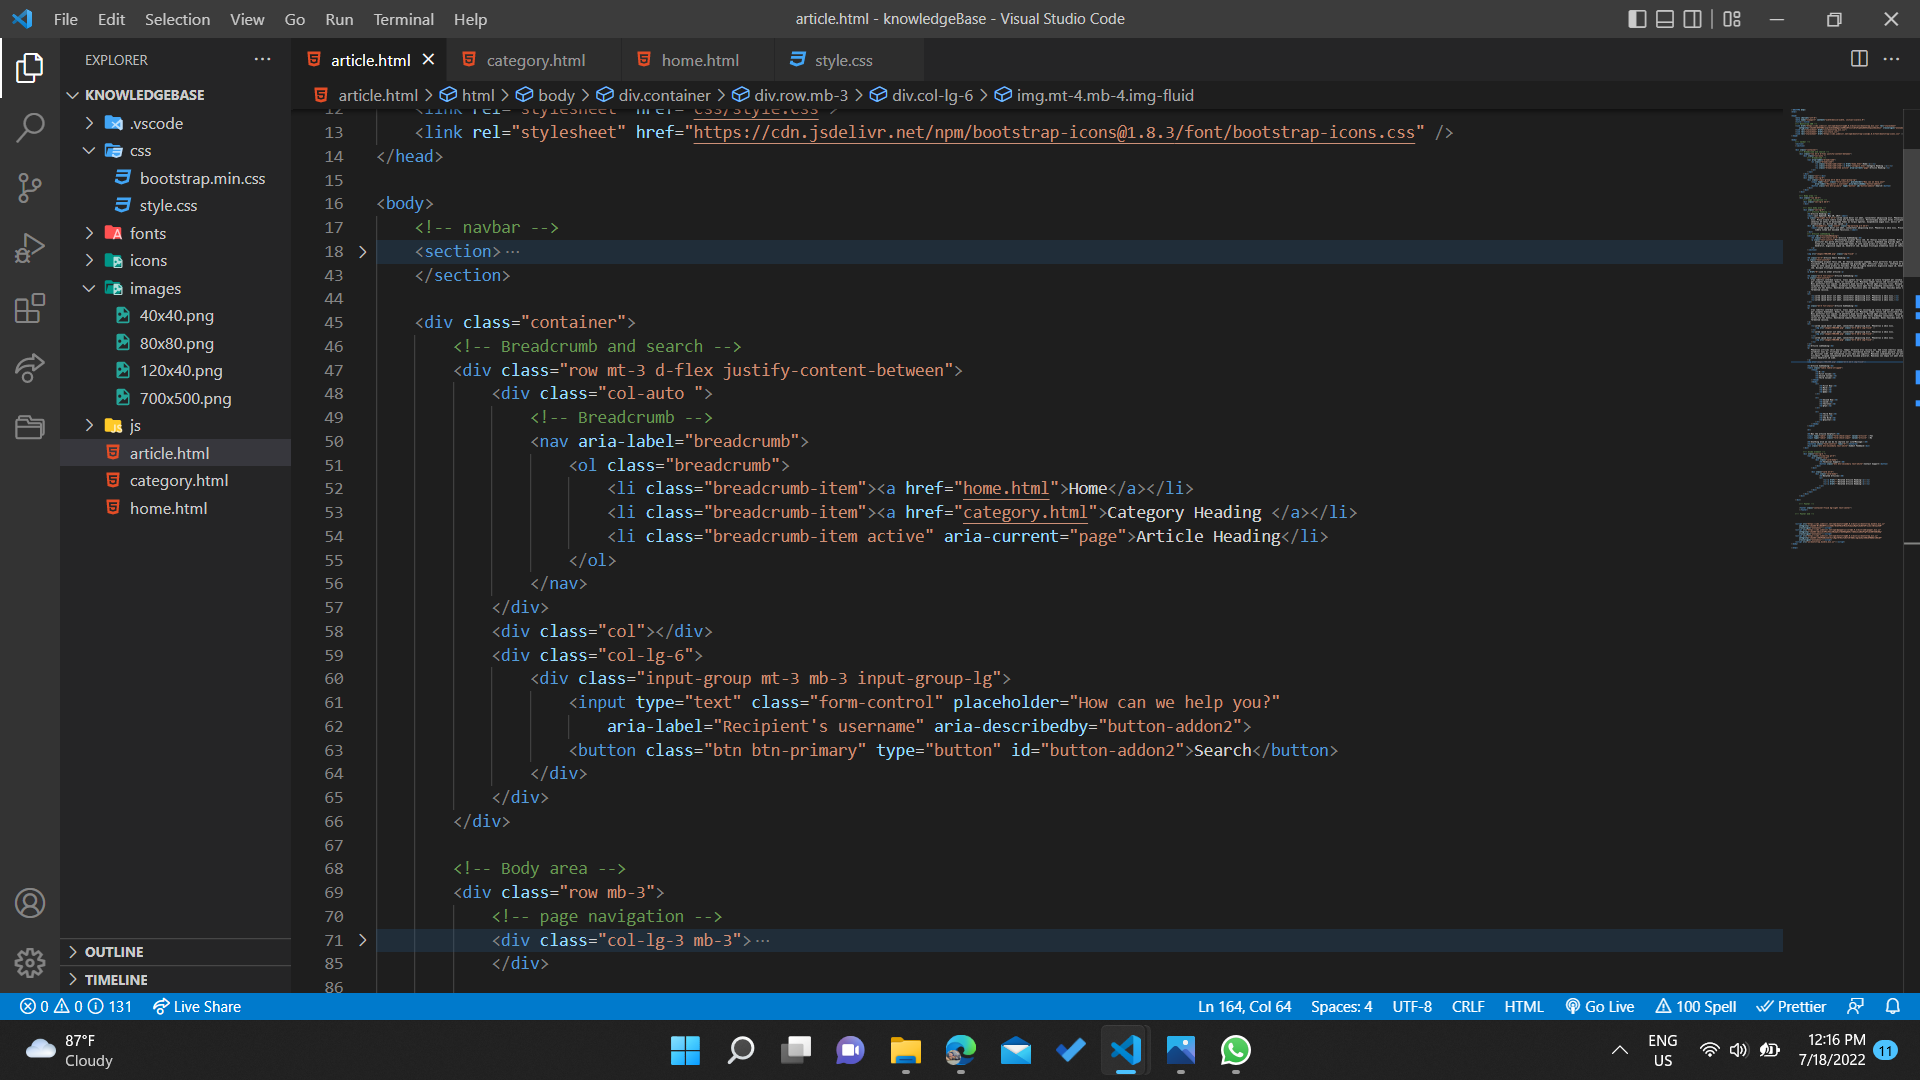 File Edit Selection View Go Run Terminal Help
article.html - knowledgeBase - Visual Studio Code
EXPLORER
KNOWLEDGEBASE
.vscode
css
bootstrap.min.css
style.css
fonts
icons
images
40x40.png
80x80.png
120x40.png
700x500.png
js
article.html
category.html
home.html
OUTLINE
TIMELINE
article.html category.html home.html style.css
article.html > html > body > div.container > div.row.mb-3 > div.col-lg-6 > img.mt-4.mb-4.img-fluid
12 <link rel="stylesheet" href="css/style.css"
13 <link rel="stylesheet" href="https://cdn.jsdelivr.net/npm/bootstrap-icons@1.8.3/font/bootstrap-icons.css" />
14 </head>
15
16 <body>
17 <!-- navbar -->
18 <section> ···
43 </section>
44
45 <div class="container">
46 <!-- Breadcrumb and search -->
47 <div class="row mt-3 d-flex justify-content-between">
48 <div class="col-auto ">
49 <!-- Breadcrumb -->
50 <nav aria-label="breadcrumb">
51 <ol class="breadcrumb">
52 <li class="breadcrumb-item"><a href="home.html">Home</a></li>
53 <li class="breadcrumb-item"><a href="category.html">Category Heading </a></li>
54 <li class="breadcrumb-item active" aria-current="page">Article Heading</li>
55 </ol>
56 </nav>
57 </div>
58 <div class="col"></div>
59 <div class="col-lg-6">
60 <div class="input-group mt-3 mb-3 input-group-lg">
61 <input type="text" class="form-control" placeholder="How can we help you?"
62 aria-label="Recipient's username" aria-describedby="button-addon2">
63 <button class="btn btn-primary" type="button" id="button-addon2">Search</button>
64 </div>
65 </div>
66 </div>
67
68 <!-- Body area -->
69 <div class="row mb-3">
70 <!-- page navigation -->
71 <div class="col-lg-3 mb-3"> ···
85 </div>
86
0 0 131 Live Share
Ln 164, Col 64 Spaces: 4 UTF-8 CRLF HTML Go Live 100 Spell Prettier
87°F
Cloudy
ENG
US
12:16 PM
7/18/2022
11